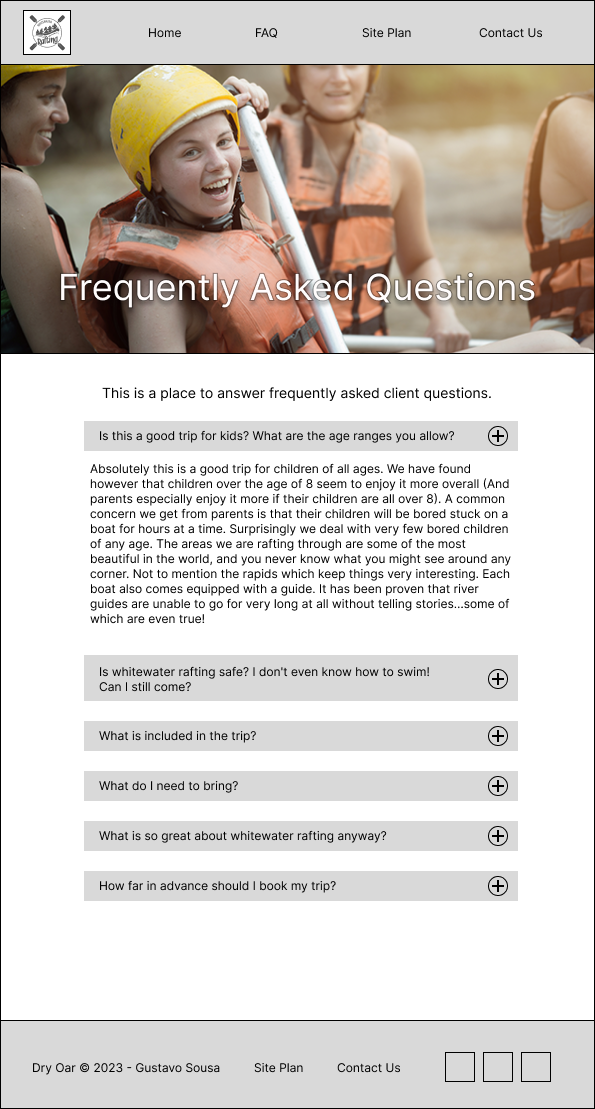 Rafting
Home FAQ Site Plan Contact Us
Frequently Asked Questions
This is a place to answer frequently asked client questions.
Is this a good trip for kids? What are the age ranges you allow?
Absolutely this is a good trip for children of all ages. We have found
however that children over the age of 8 seem to enjoy it more overall (And
parents especially enjoy it more if their children are all over 8). A common
concern we get from parents is that their children will be bored stuck on a
boat for hours at a time. Surprisingly we deal with very few bored children
of any age. The areas we are rafting through are some of the most
beautiful in the world, and you never know what you might see around any
corner. Not to mention the rapids which keep things very interesting. Each
boat also comes equipped with a guide. It has been proven that river
guides are unable to go for very long at all without telling stories...some of
which are even true!
Is whitewater rafting safe? I don't even know how to swim!
Can I still come?
What is included in the trip?
What do I need to bring?
What is so great about whitewater rafting anyway?
How far in advance should I book my trip?
Dry Oar © 2023 - Gustavo Sousa Site Plan Contact Us